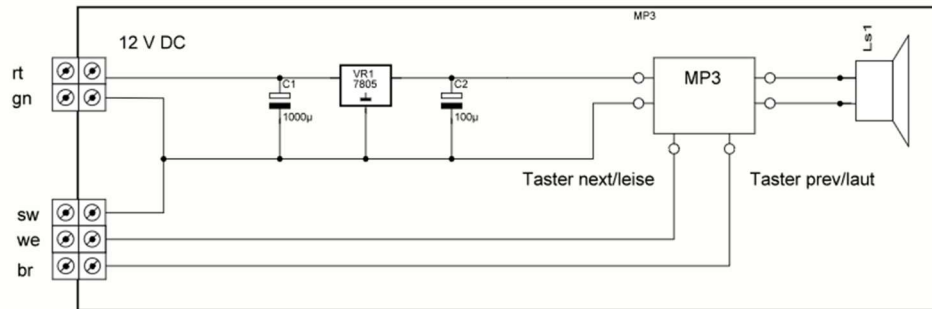 MP3
12 V DC
Ls1
rt
gn
C1
1000µ
VR1
7805
C2
100µ
MP3
Taster next/leise
Taster prev/laut
sw
we
br